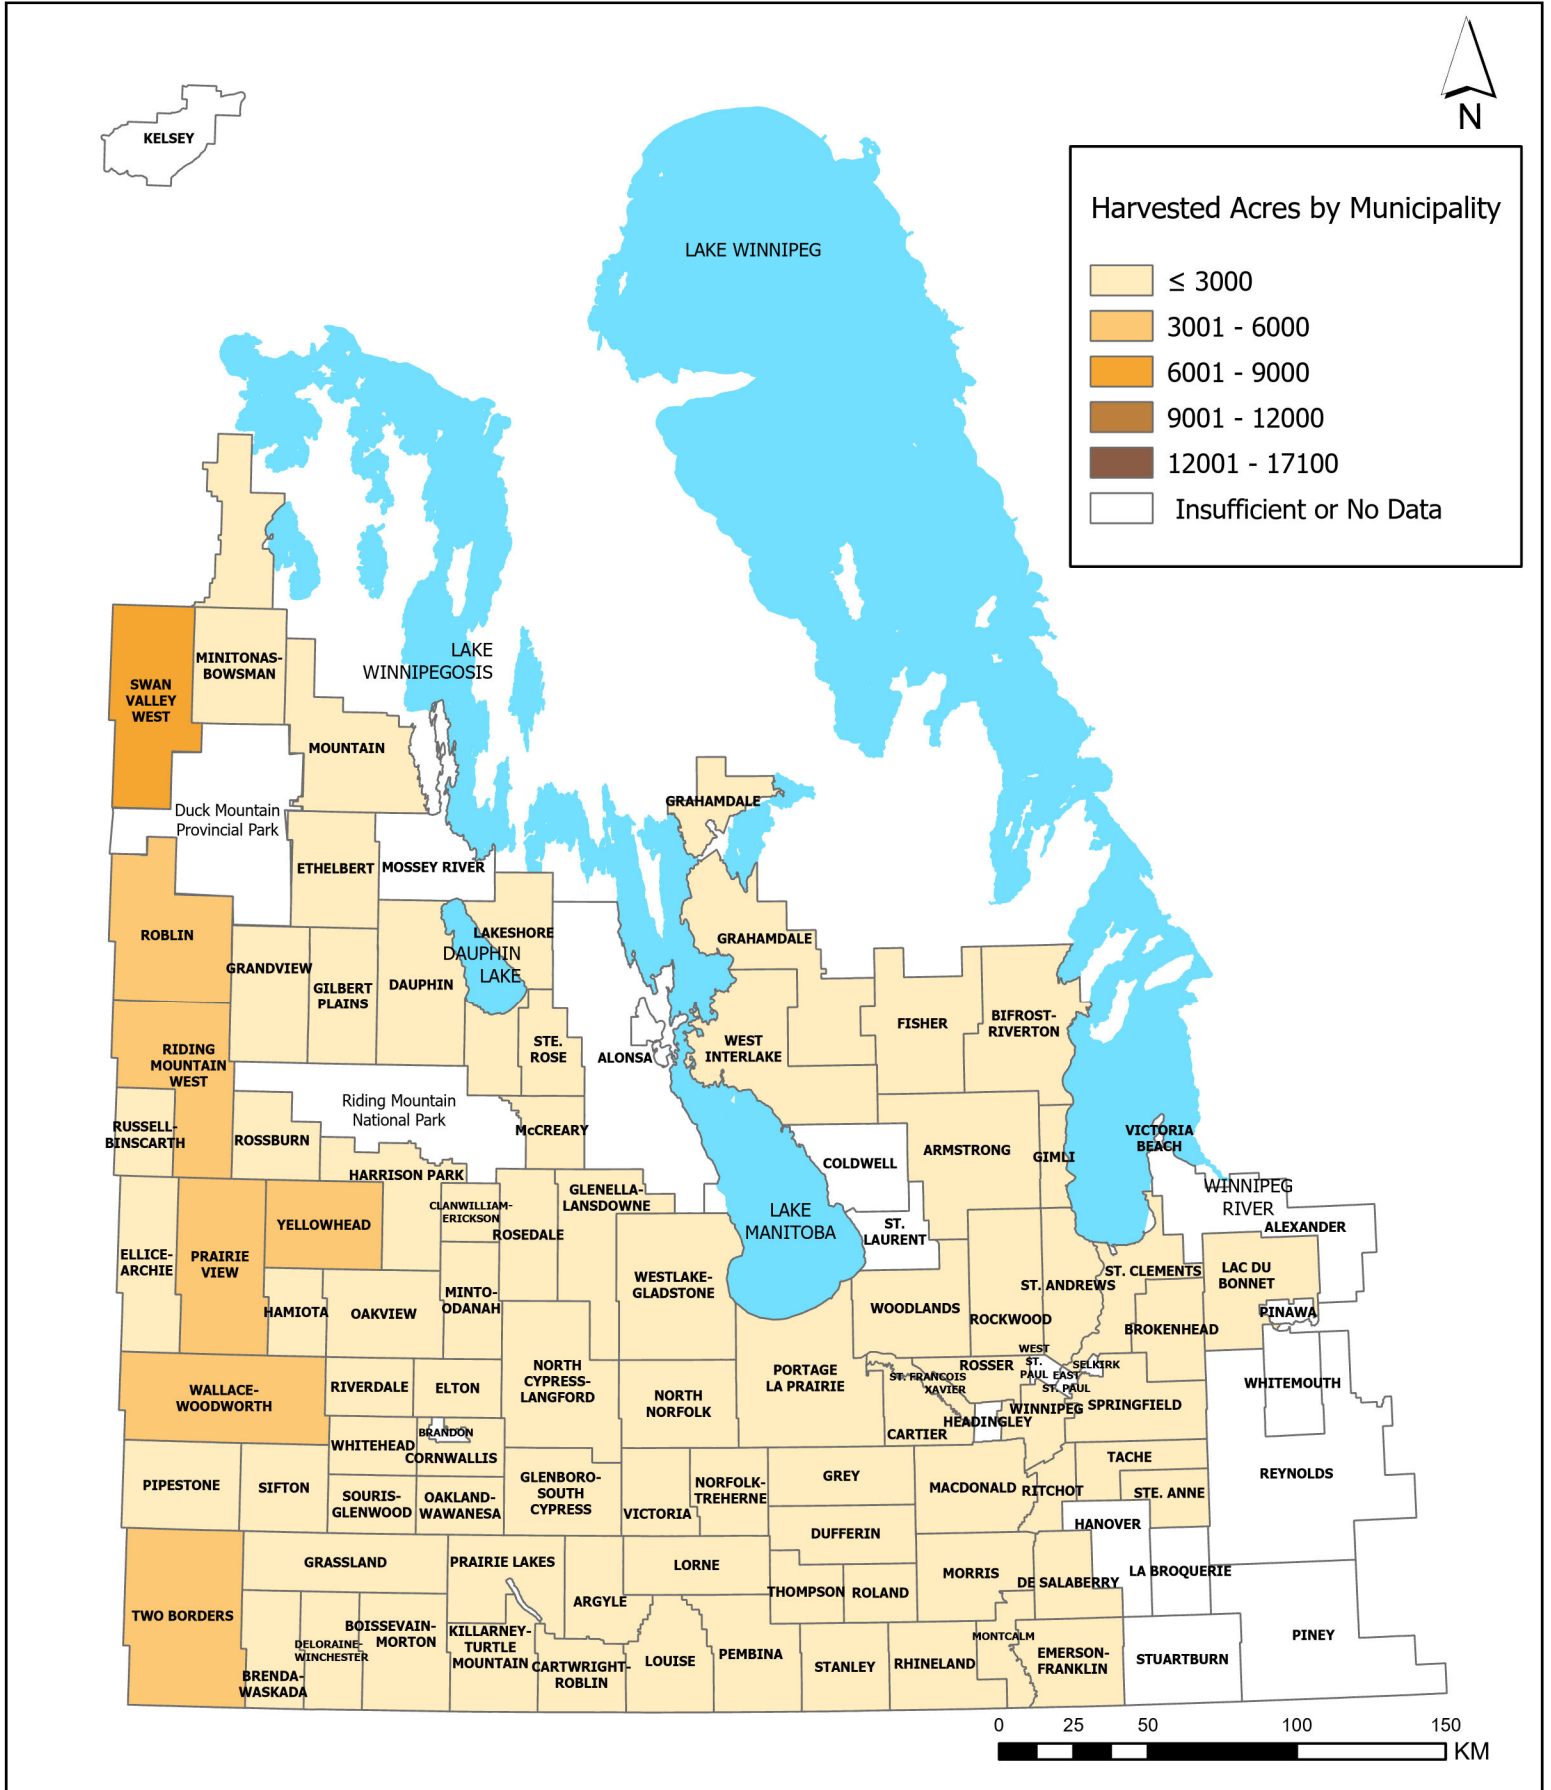 N
KELSEY
Harvested Acres by Municipality
≤ 3000
3001 - 6000
6001 - 9000
9001 - 12000
12001 - 17100
Insufficient or No Data
LAKE WINNIPEG
LAKE
WINNIPEGOSIS
MINITONAS-
BOWSMAN
SWAN
VALLEY
WEST
MOUNTAIN
Duck Mountain
Provincial Park
GRAHAMDALE
ETHELBERT
MOSSEY RIVER
ROBLIN
LAKESHORE
GRAHAMDALE
DAUPHIN
LAKE
GRANDVIEW
GILBERT
PLAINS
DAUPHIN
FISHER
BIFROST-
RIVERTON
STE.
ROSE
ALONSA
WEST
INTERLAKE
RIDING
MOUNTAIN
WEST
Riding Mountain
National Park
RUSSELL-
BINSCARTH
ROSSBURN
McCREARY
VICTORIA
BEACH
ARMSTRONG
GIMLI
COLDWELL
HARRISON PARK
GLENELLA-
LANSDOWNE
CLANWILLIAM-
ERICKSON
ROSEDALE
WINNIPEG
RIVER
ALEXANDER
YELLOWHEAD
LAKE
MANITOBA
ST.
LAURENT
ELLICE-
ARCHIE
PRAIRIE
VIEW
WESTLAKE-
GLADSTONE
ST. ANDREWS
ST. CLEMENTS
LAC DU
BONNET
HAMIOTA
OAKVIEW
MINTO-
ODANAH
WOODLANDS
ROCKWOOD
PINAWA
BROKENHEAD
WALLACE-
WOODWORTH
RIVERDALE
ELTON
NORTH
CYPRESS-
LANGFORD
NORTH
NORFOLK
PORTAGE
LA PRAIRIE
ST. FRANCOIS
XAVIER
ROSSER
WEST
ST.
PAUL
EAST
ST. PAUL
SELKIRK
WHITEMOUTH
WINNIPEG
SPRINGFIELD
HEADINGLEY
CARTIER
WHITEHEAD
BRANDON
CORNWALLIS
TACHE
PIPESTONE
SIFTON
SOURIS-
GLENWOOD
OAKLAND-
WAWANESA
GLENBORO-
SOUTH
CYPRESS
VICTORIA
NORFOLK-
TREHERNE
GREY
MACDONALD
RITCHOT
STE. ANNE
REYNOLDS
HANOVER
DUFFERIN
GRASSLAND
PRAIRIE LAKES
LORNE
LA BROQUERIE
MORRIS
DE SALABERRY
THOMPSON
ROLAND
ARGYLE
TWO BORDERS
BOISSEVAIN-
MORTON
DELORAINE-
WINCHESTER
BRENDA-
WASKADA
KILLARNEY-
TURTLE
MOUNTAIN
CARTWRIGHT-
ROBLIN
LOUISE
PEMBINA
STANLEY
RHINELAND
MONTCALM
EMERSON-
FRANKLIN
STUARTBURN
PINEY
0 25 50 100 150
KM